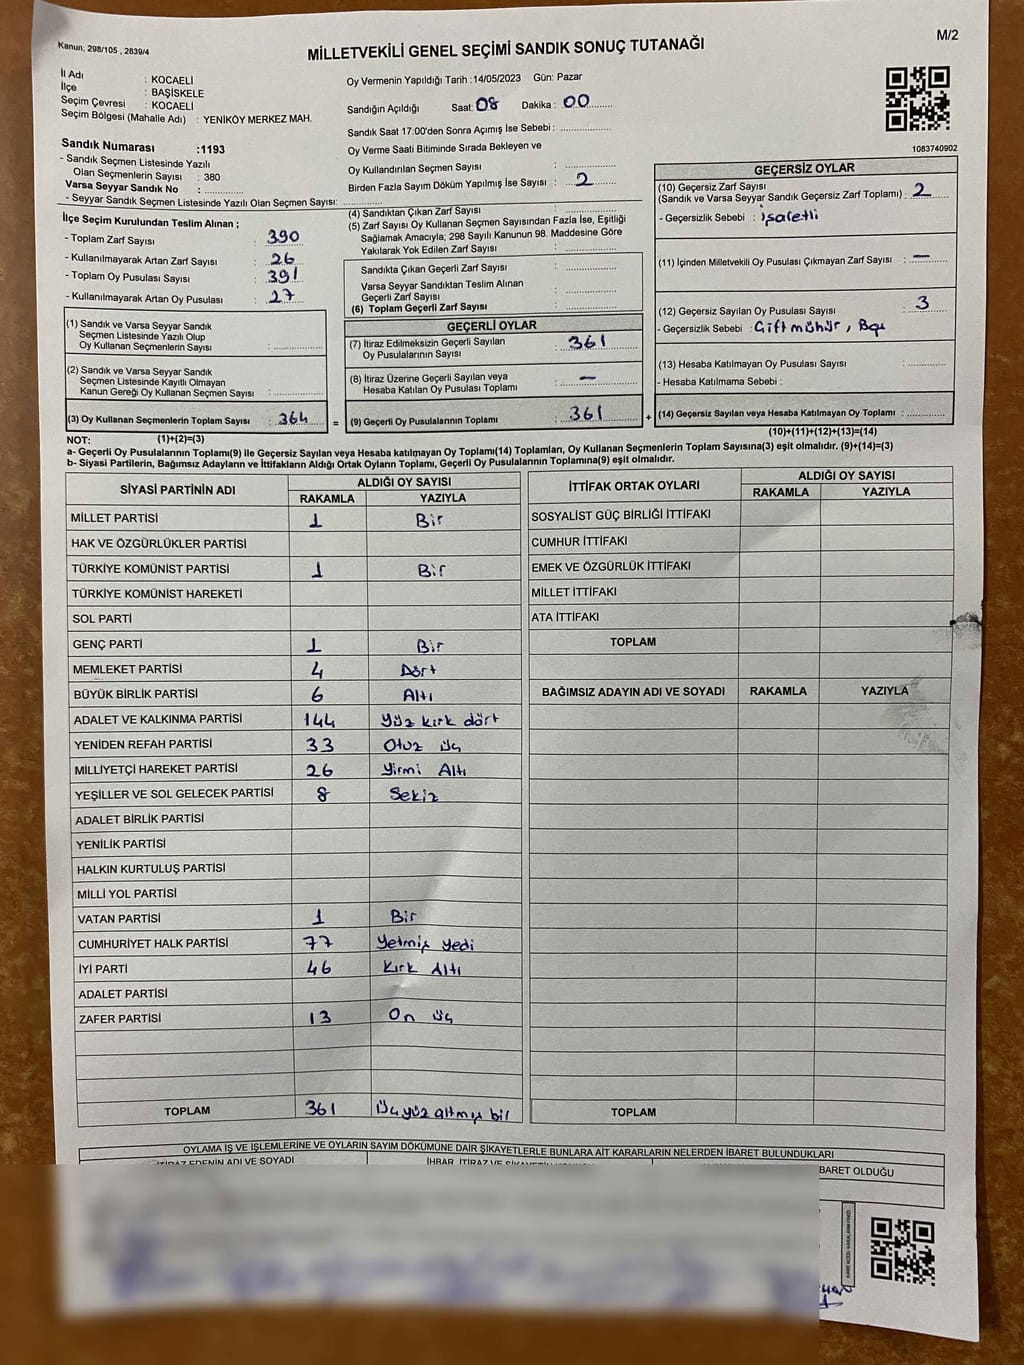 Kanun; 298/105 , 2839/4
MİLLETVEKİLİ GENEL SEÇİMİ SANDIK SONUÇ TUTANAĞI
M/2
İl Adı : KOCAELİ
İlçe : BAŞİSKELE
Seçim Çevresi : KOCAELİ
Seçim Bölgesi (Mahalle Adı) : YENİKÖY MERKEZ MAH.
Oy Vermenin Yapıldığı Tarih :14/05/2023 Gün: Pazar
Sandığın Açıldığı Saat: 08 Dakika : 00
Sandık Saat 17:00'den Sonra Açımış İse Sebebi :
Oy Verme Saati Bitiminde Sırada Bekleyen ve
Oy Kullandırılan Seçmen Sayısı :
Birden Fazla Sayım Döküm Yapılmış İse Sayısı : 2
1083740902
Sandık Numarası :1193
- Sandık Seçmen Listesinde Yazılı
Olan Seçmenlerin Sayısı : 380
Varsa Seyyar Sandık No :
- Seyyar Sandık Seçmen Listesinde Yazılı Olan Seçmen Sayısı:
İlçe Seçim Kurulundan Teslim Alınan ;
- Toplam Zarf Sayısı : 390
- Kullanılmayarak Artan Zarf Sayısı : 26
- Toplam Oy Pusulası Sayısı : 391
- Kullanılmayarak Artan Oy Pusulası : 27
(1) Sandık ve Varsa Seyyar Sandık
Seçmen Listesinde Yazılı Olup
Oy Kullanan Seçmenlerin Sayısı :
(2) Sandık ve Varsa Seyyar Sandık
Seçmen Listesinde Kayıtlı Olmayan
Kanun Gereği Oy Kullanan Seçmen Sayısı :
(3) Oy Kullanan Seçmenlerin Toplam Sayısı : 364
(4) Sandıktan Çıkan Zarf Sayısı :
(5) Zarf Sayısı Oy Kullanan Seçmen Sayısından Fazla İse, Eşitliği
Sağlamak Amacıyla; 298 Sayılı Kanunun 98. Maddesine Göre
Yakılarak Yok Edilen Zarf Sayısı :
Sandıkta Çıkan Geçerli Zarf Sayısı :
Varsa Seyyar Sandıktan Teslim Alınan
Geçerli Zarf Sayısı :
(6) Toplam Geçerli Zarf Sayısı :
GEÇERLİ OYLAR
(7) İtiraz Edilmeksizin Geçerli Sayılan
Oy Pusulalarının Sayısı : 361
(8) İtiraz Üzerine Geçerli Sayılan veya
Hesaba Katılan Oy Pusulası Toplamı : —
= (9) Geçerli Oy Pusulalarının Toplamı : 361 +
GEÇERSİZ OYLAR
(10) Geçersiz Zarf Sayısı
(Sandık ve Varsa Seyyar Sandık Geçersiz Zarf Toplamı) : 2
- Geçersizlik Sebebi : işaletli
(11) İçinden Milletvekili Oy Pusulası Çıkmayan Zarf Sayısı : —
(12) Geçersiz Sayılan Oy Pusulası Sayısı : 3
- Geçersizlik Sebebi : Çift mühür,
(13) Hesaba Katılmayan Oy Pusulası Sayısı :
- Hesaba Katılmama Sebebi :
(14) Geçersiz Sayılan veya Hesaba Katılmayan Oy Toplamı :
NOT: (1)+(2)=(3)
(10)+(11)+(12)+(13)=(14)
a- Geçerli Oy Pusulalarının Toplamı(9) ile Geçersiz Sayılan veya Hesaba katılmayan Oy Toplamı(14) Toplamları, Oy Kullanan Seçmenlerin Toplam Sayısına(3) eşit olmalıdır. (9)+(14)=(3)
b- Siyasi Partilerin, Bağımsız Adayların ve İttifakların Aldığı Ortak Oyların Toplamı, Geçerli Oy Pusulalarının Toplamına(9) eşit olmalıdır.
SİYASİ PARTİNİN ADI ALDIĞI OY SAYISI
RAKAMLA YAZIYLA
MİLLET PARTİSİ 1 Bir
HAK VE ÖZGÜRLÜKLER PARTİSİ
TÜRKİYE KOMÜNİST PARTİSİ 1 Bir
TÜRKİYE KOMÜNİST HAREKETİ
SOL PARTİ
GENÇ PARTİ 1 Bir
MEMLEKET PARTİSİ 4 Dört
BÜYÜK BİRLİK PARTİSİ 6 Altı
ADALET VE KALKINMA PARTİSİ 144 Yüz kırk dört
YENİDEN REFAH PARTİSİ 33 Otuz üç
MİLLİYETÇİ HAREKET PARTİSİ 26 Yirmi Altı
YEŞİLLER VE SOL GELECEK PARTİSİ 8 Sekiz
ADALET BİRLİK PARTİSİ
YENİLİK PARTİSİ
HALKIN KURTULUŞ PARTİSİ
MİLLİ YOL PARTİSİ
VATAN PARTİSİ 1 Bir
CUMHURİYET HALK PARTİSİ 77 Yetmiş yedi
İYİ PARTİ 46 Kırk Altı
ADALET PARTİSİ
ZAFER PARTİSİ 13 On üç
TOPLAM 361 Üç yüz altmış bir
İTTİFAK ORTAK OYLARI ALDIĞI OY SAYISI
RAKAMLA YAZIYLA
SOSYALİST GÜÇ BİRLİĞİ İTTİFAKI
CUMHUR İTTİFAKI
EMEK VE ÖZGÜRLÜK İTTİFAKI
MİLLET İTTİFAKI
ATA İTTİFAKI
TOPLAM
BAĞIMSIZ ADAYIN ADI VE SOYADI RAKAMLA YAZIYLA
TOPLAM
OYLAMA İŞ VE İŞLEMLERİNE VE OYLARIN SAYIM DÖKÜMÜNE DAİR ŞİKAYETLERLE BUNLARA AİT KARARLARIN NELERDEN İBARET BULUNDUKLARI
İTİRAZ EDENİN ADI VE SOYADI
İHBAR, İTİRAZ VE
BARET OLDUĞU